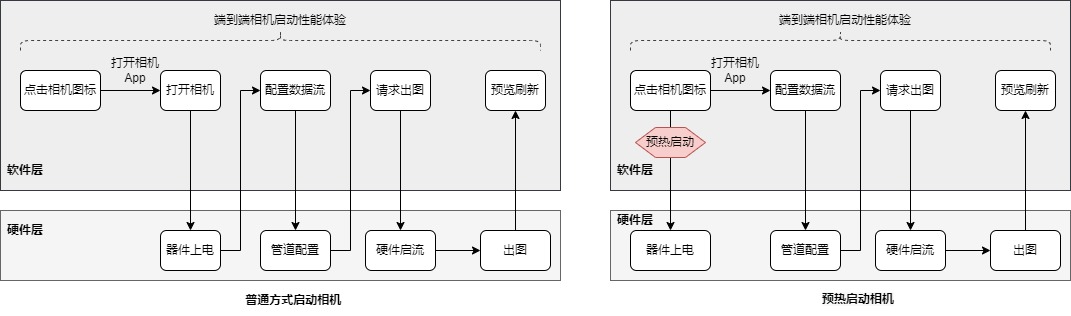 端到端相机启动性能体验
点击相机图标
打开相机
App
打开相机
配置数据流
请求出图
预览刷新
软件层
硬件层
器件上电
管道配置
硬件启流
出图
普通方式启动相机
端到端相机启动性能体验
点击相机图标
打开相机
App
配置数据流
请求出图
预览刷新
预热启动
软件层
硬件层
器件上电
管道配置
硬件启流
出图
预热启动相机